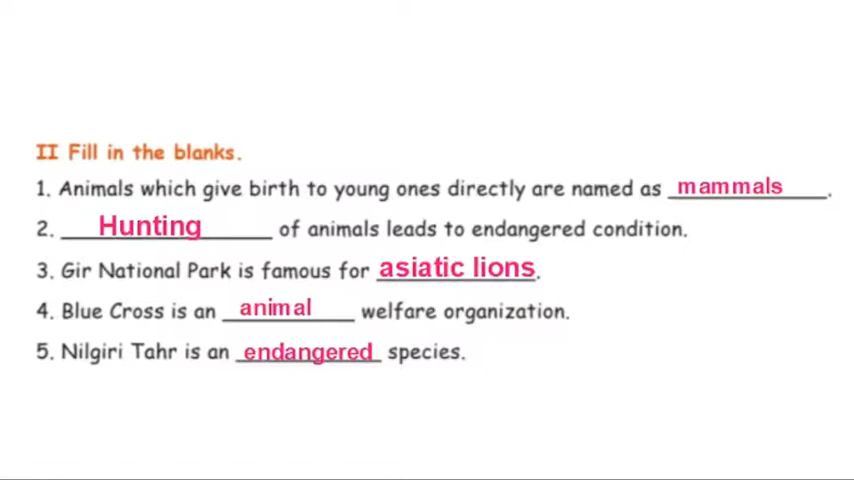 II Fill in the blanks.
1. Animals which give birth to young ones directly are named as mammals.
2. Hunting of animals leads to endangered condition.
3. Gir National Park is famous for asiatic lions.
4. Blue Cross is an animal welfare organization.
5. Nilgiri Tahr is an endangered species.